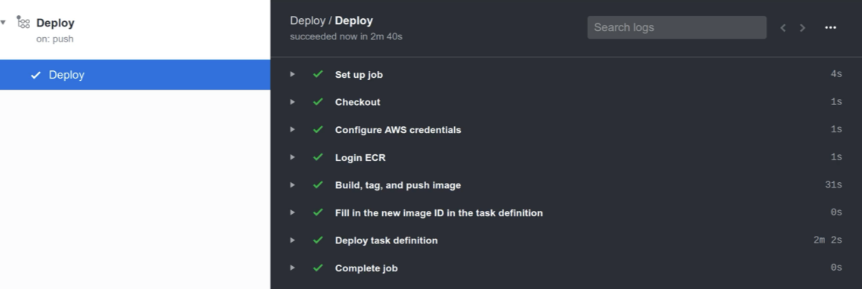 Deploy
on: push
Deploy
Deploy / Deploy
succeeded now in 2m 40s
Search logs
Set up job 4s
Checkout 1s
Configure AWS credentials 1s
Login ECR 1s
Build, tag, and push image 31s
Fill in the new image ID in the task definition 0s
Deploy task definition 2m 2s
Complete job 0s